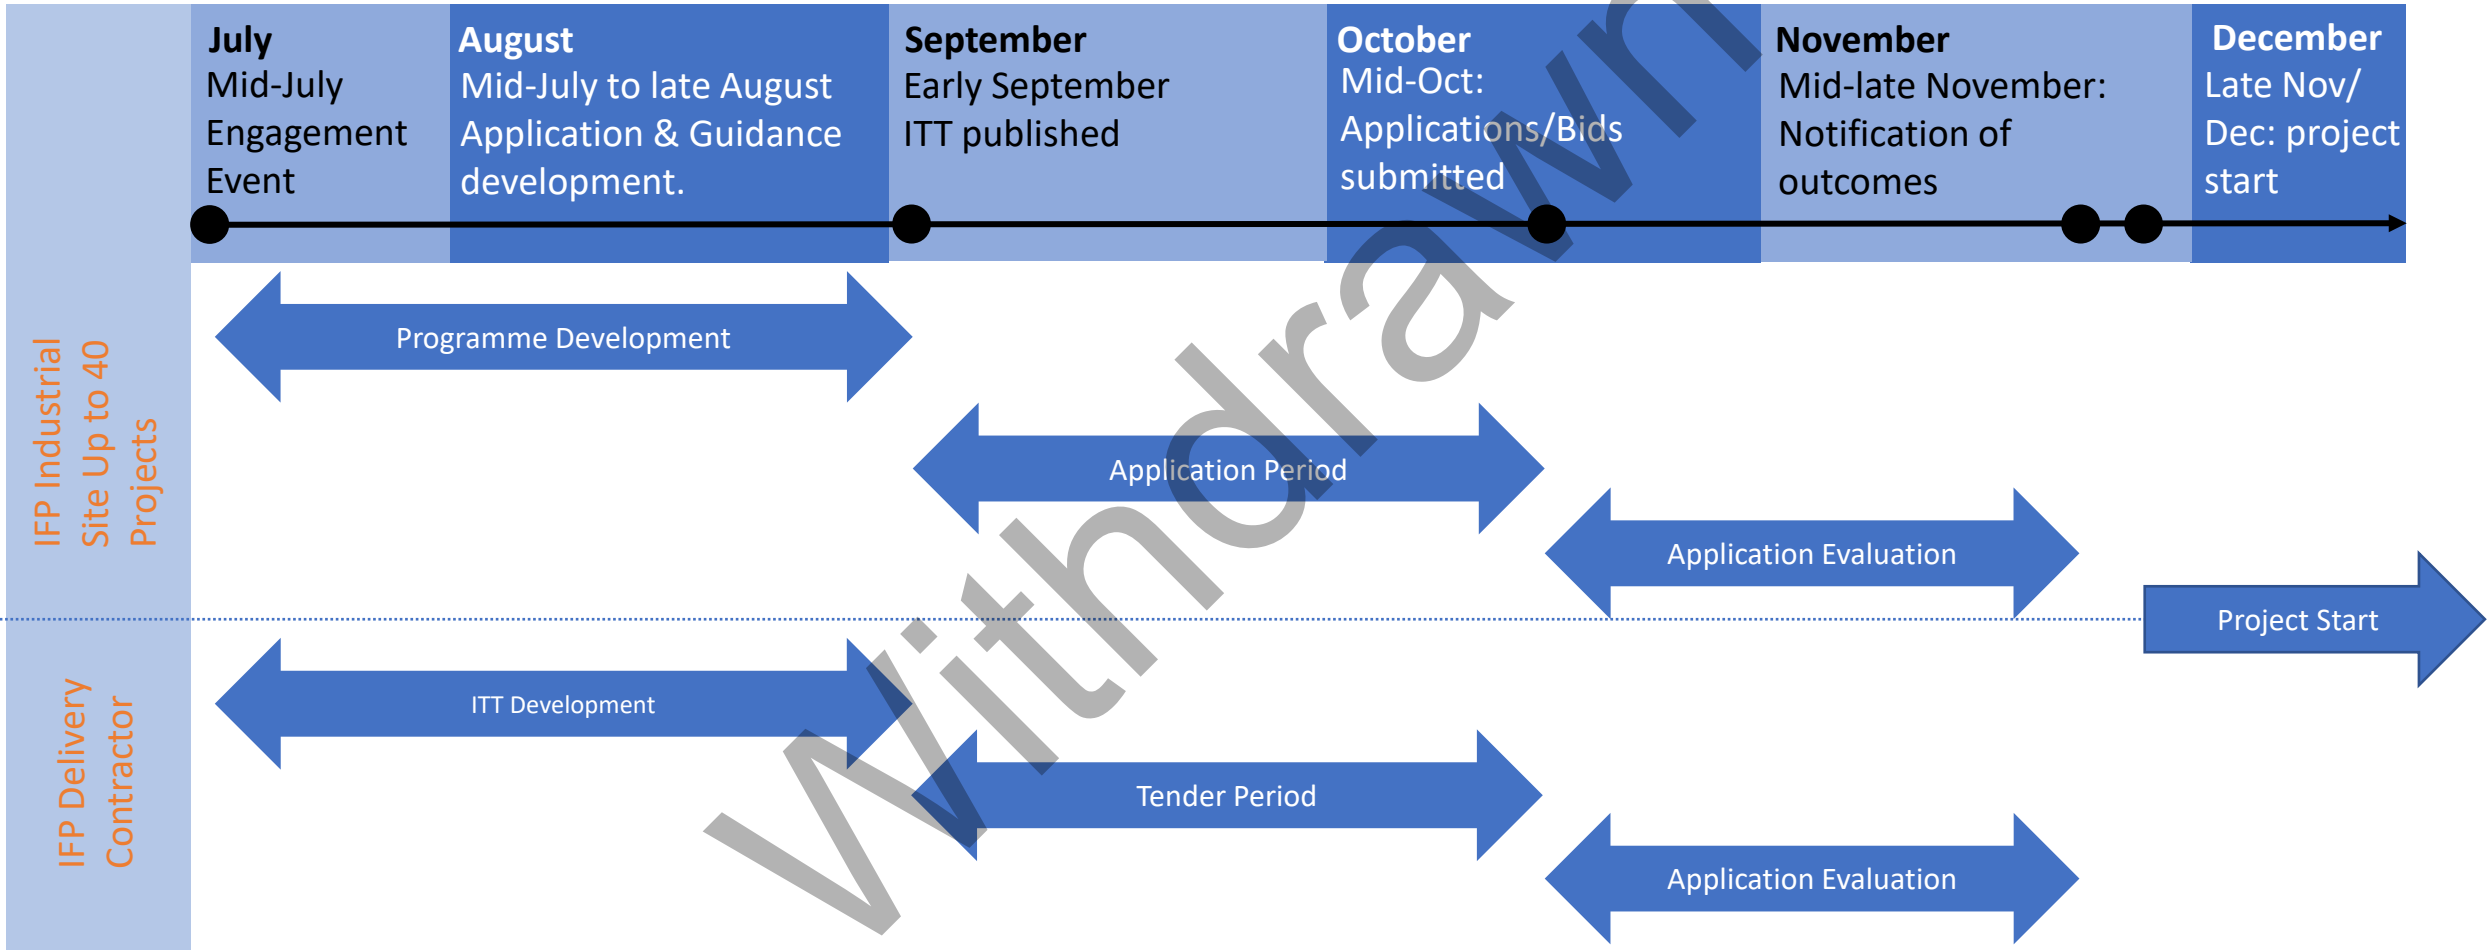 July
Mid-July
Engagement
Event
August
Mid-July to late August
Application & Guidance
development.
September
Early September
ITT published
October
Mid-Oct:
Applications/Bids
submitted
November
Mid-late November:
Notification of
outcomes
December
Late Nov/
Dec: project
start
IFP Industrial
Site Up to 40
Projects
Programme Development
Application Period
Application Evaluation
Project Start
IFP Delivery
Contractor
ITT Development
Tender Period
Application Evaluation
Withdrawn